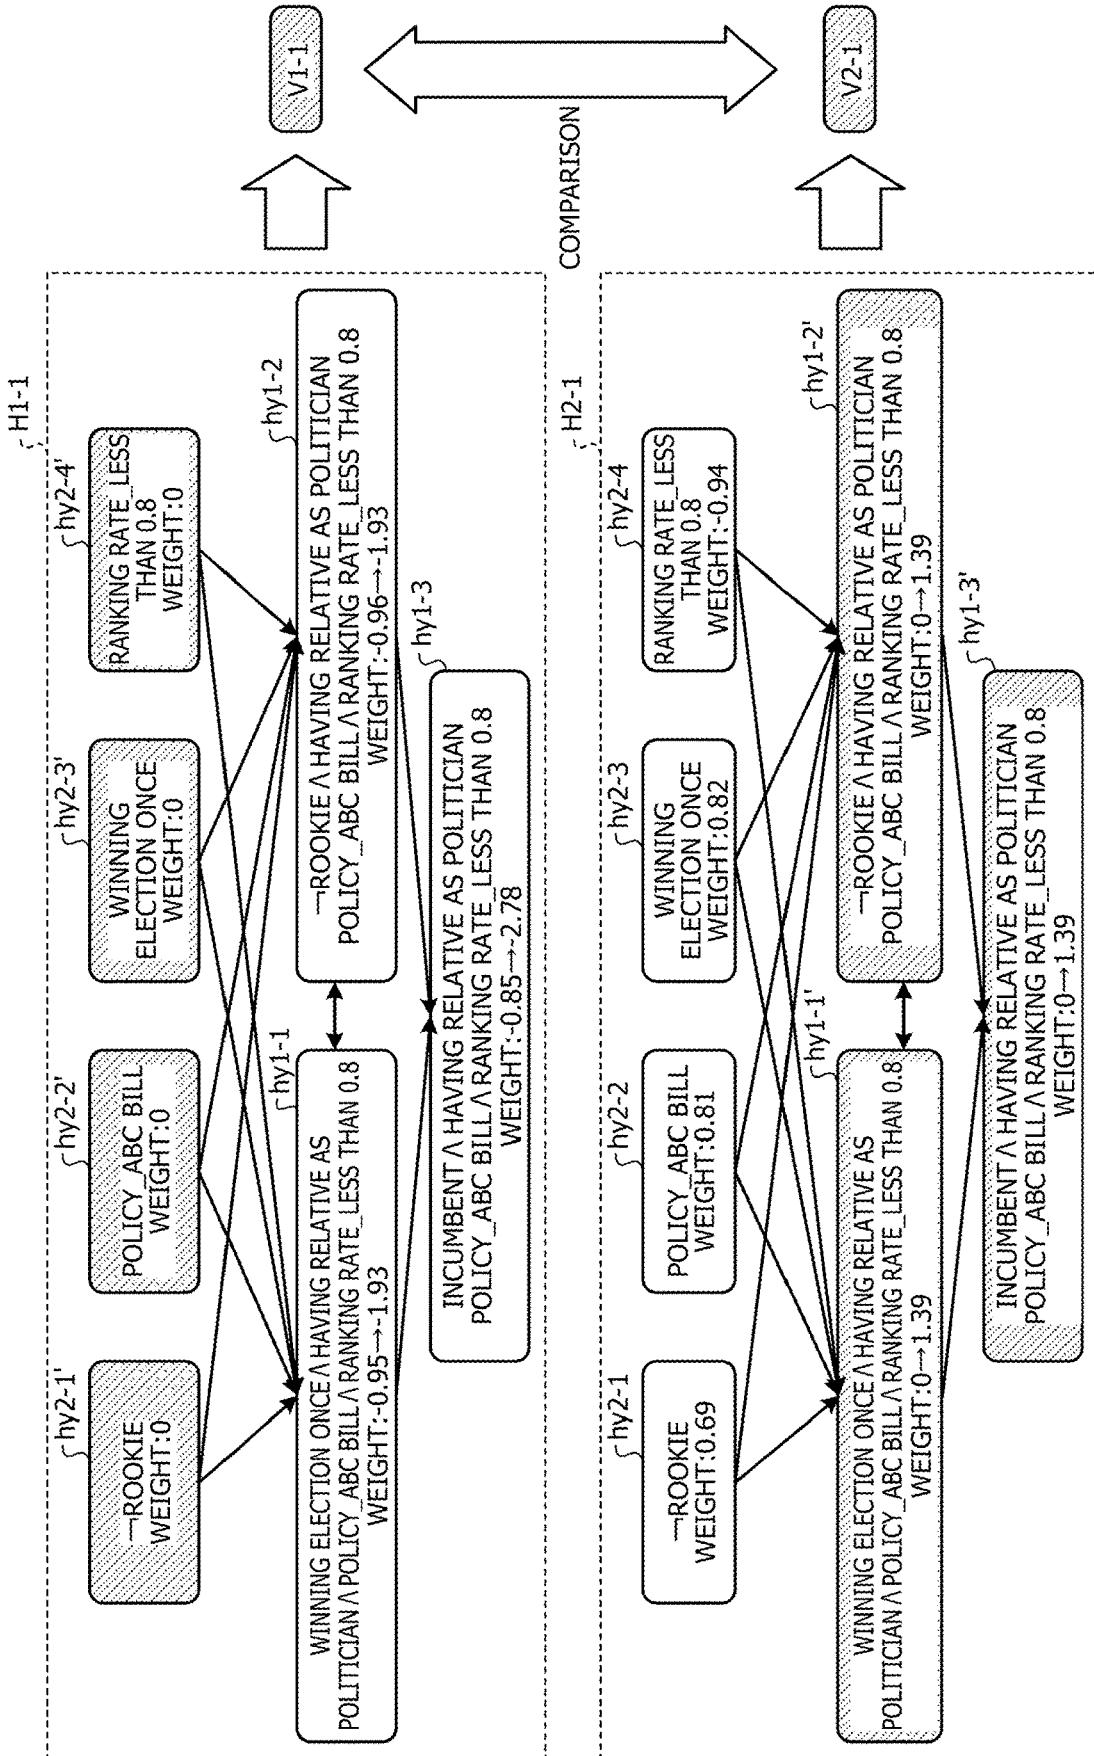 H1-1
hy2-1'
¬ROOKIE
WEIGHT:0
hy2-2'
POLICY_ABC BILL
WEIGHT:0
hy2-3'
WINNING
ELECTION ONCE
WEIGHT:0
hy2-4'
RANKING RATE_LESS
THAN 0.8
WEIGHT:0
hy1-1
WINNING ELECTION ONCE∧HAVING RELATIVE AS
POLITICIAN∧POLICY_ABC BILL∧RANKING RATE_LESS THAN 0.8
WEIGHT:-0.95→-1.93
hy1-2
¬ROOKIE∧HAVING RELATIVE AS POLITICIAN
POLICY_ABC BILL∧RANKING RATE_LESS THAN 0.8
WEIGHT:-0.96→-1.93
hy1-3
INCUMBENT∧HAVING RELATIVE AS POLITICIAN
POLICY_ABC BILL∧RANKING RATE_LESS THAN 0.8
WEIGHT:-0.85→-2.78
V1-1
COMPARISON
H2-1
hy2-1
¬ROOKIE
WEIGHT:0.69
hy2-2
POLICY_ABC BILL
WEIGHT:0.81
hy2-3
WINNING
ELECTION ONCE
WEIGHT:0.82
hy2-4
RANKING RATE_LESS
THAN 0.8
WEIGHT:-0.94
hy1-1'
WINNING ELECTION ONCE∧HAVING RELATIVE AS
POLITICIAN∧POLICY_ABC BILL∧RANKING RATE_LESS THAN 0.8
WEIGHT:0→1.39
hy1-2'
¬ROOKIE∧HAVING RELATIVE AS POLITICIAN
POLICY_ABC BILL∧RANKING RATE_LESS THAN 0.8
WEIGHT:0→1.39
hy1-3'
INCUMBENT∧HAVING RELATIVE AS POLITICIAN
POLICY_ABC BILL∧RANKING RATE_LESS THAN 0.8
WEIGHT:0→1.39
V2-1